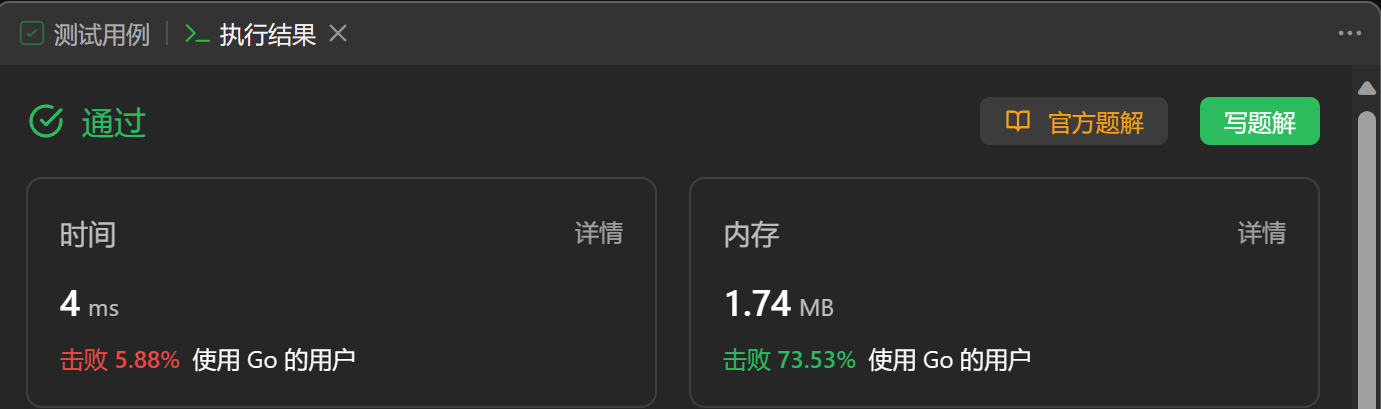 测试用例 执行结果
通过 官方题解 写题解
时间 详情 内存 详情
4 ms 1.74 MB
击败 5.88% 使用 Go 的用户 击败 73.53% 使用 Go 的用户